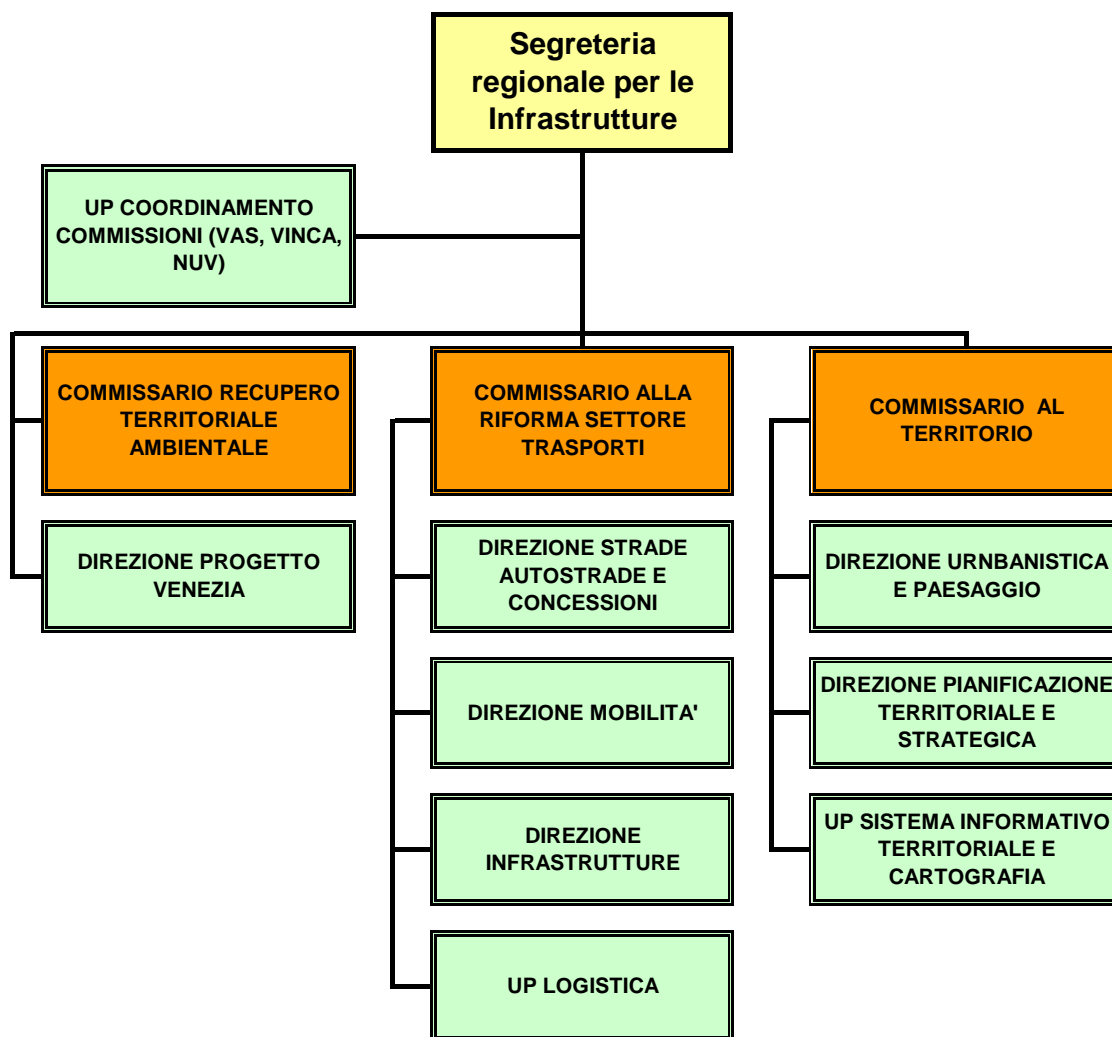 Segreteria
regionale per le
Infrastrutture
UP COORDINAMENTO
COMMISSIONI (VAS, VINCA,
NUV)
COMMISSARIO RECUPERO
TERRITORIALE
AMBIENTALE
DIREZIONE PROGETTO
VENEZIA
COMMISSARIO ALLA
RIFORMA SETTORE
TRASPORTI
DIREZIONE STRADE
AUTOSTRADE E
CONCESSIONI
DIREZIONE MOBILITA'
DIREZIONE
INFRASTRUTTURE
UP LOGISTICA
COMMISSARIO AL
TERRITORIO
DIREZIONE URNBANISTICA
E PAESAGGIO
DIREZIONE PIANIFICAZIONE
TERRITORIALE E
STRATEGICA
UP SISTEMA INFORMATIVO
TERRITORIALE E
CARTOGRAFIA